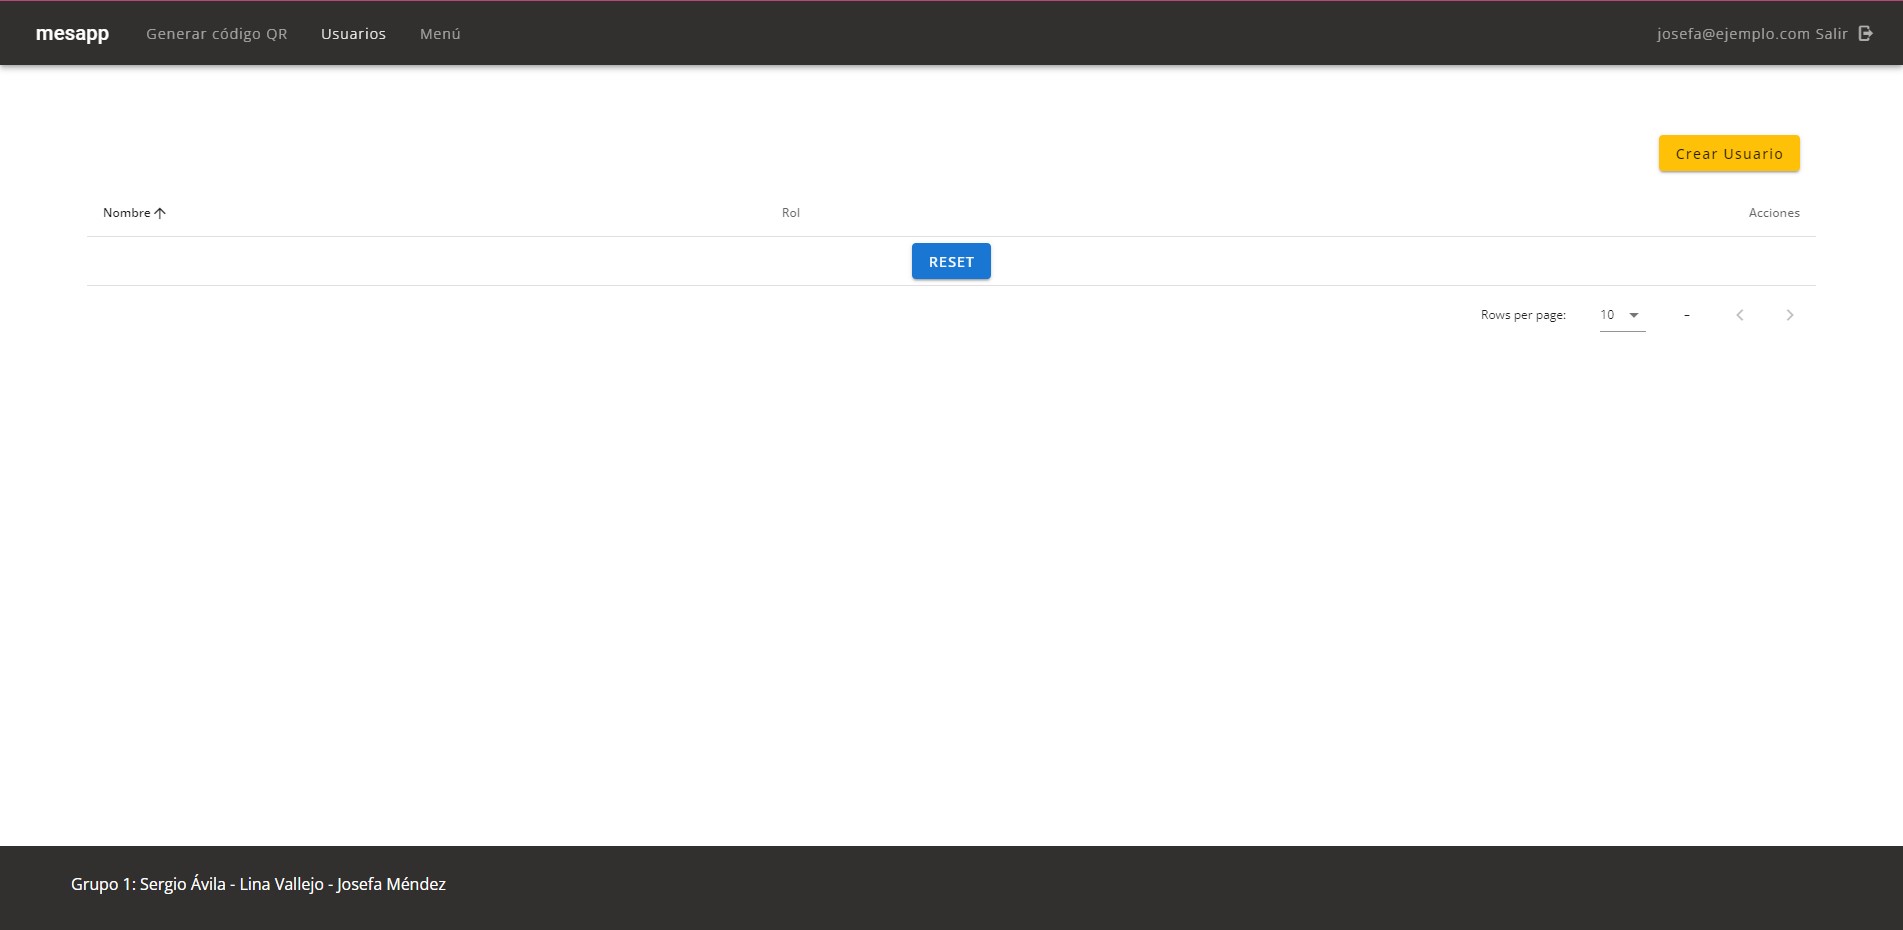 mesapp Generar código QR Usuarios Menú josefa@ejemplo.com Salir
Crear Usuario
Nombre Rol Acciones
RESET
Rows per page: 10 –
Grupo 1: Sergio Ávila - Lina Vallejo - Josefa Méndez